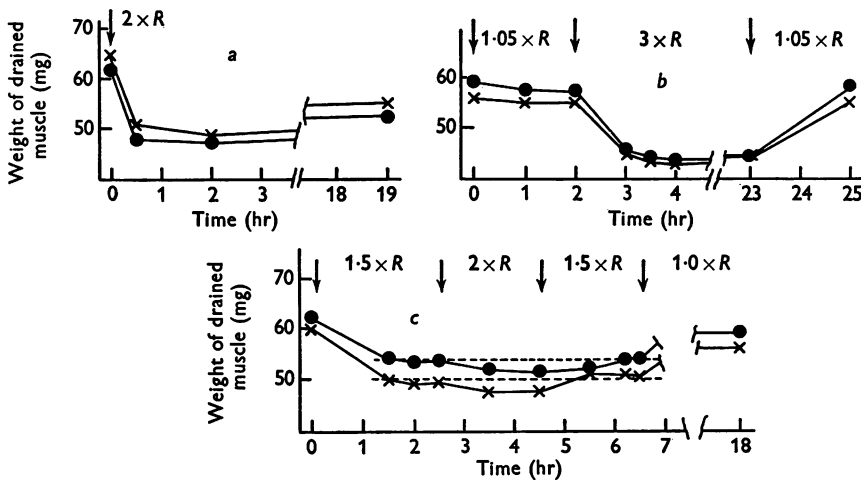 Weight of drained
muscle (mg)
70
60
50
2 × R
a
0 1 2 3 18 19
Time (hr)
60
50
1·05 × R 3 × R 1·05 × R
b
0 1 2 3 4 23 24 25
Time (hr)
Weight of drained
muscle (mg)
70
60
50
1·5 × R 2 × R 1·5 × R 1·0 × R
c
0 1 2 3 4 5 6 7 18
Time (hr)